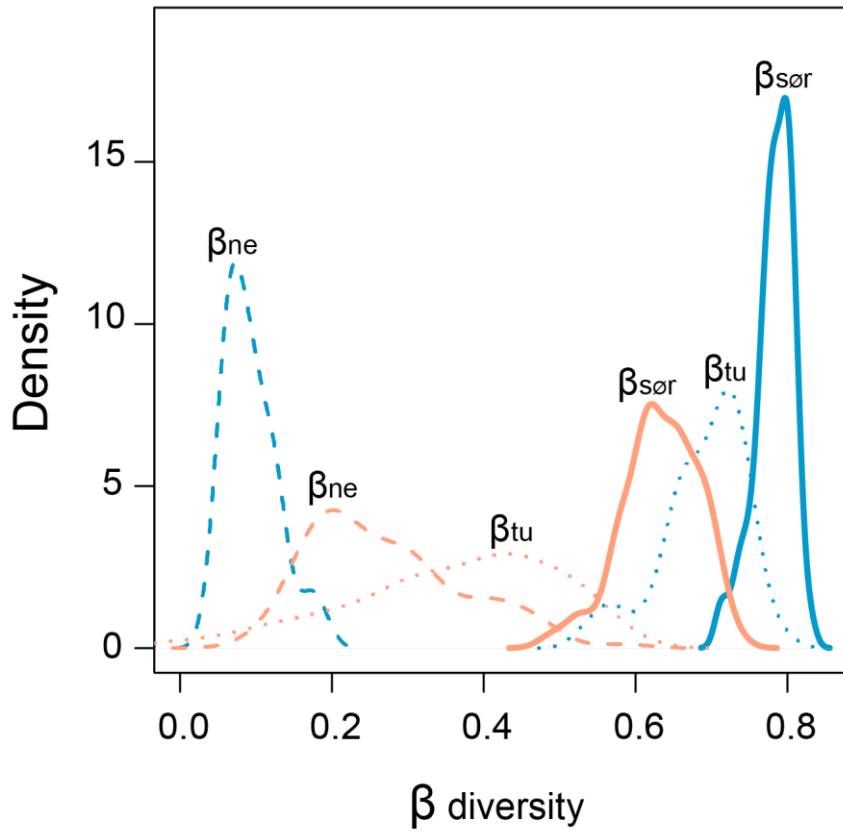 βsør
15
βne
10
Density
βsør
βtu
5
βne
βtu
0
0.0 0.2 0.4 0.6 0.8
β diversity